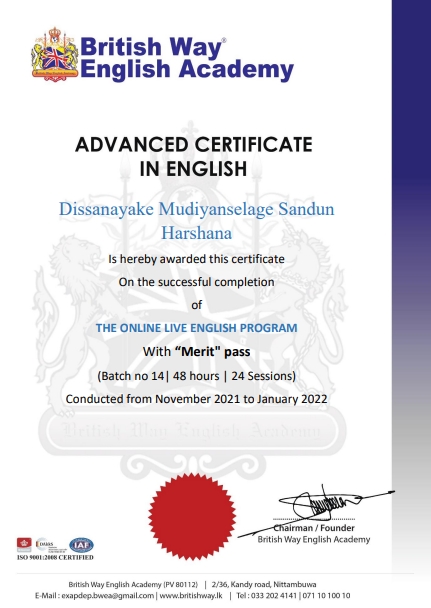 British Way®
English Academy
ADVANCED CERTIFICATE
IN ENGLISH
Dissanayake Mudiyanselage Sandun
Harshana
Is hereby awarded this certificate
On the successful completion
of
THE ONLINE LIVE ENGLISH PROGRAM
With “Merit" pass
(Batch no 14| 48 hours | 24 Sessions)
Conducted from November 2021 to January 2022
British Way English Academy
Chairman / Founder
British Way English Academy
IAF
ISO 9001:2008 CERTIFIED
British Way English Academy (PV 80112) | 2/36, Kandy road, Nittambuwa
E-Mail : exapdep.bwea@gmail.com | www.britishway.lk | Tel : 033 202 4141 | 071 10 100 10